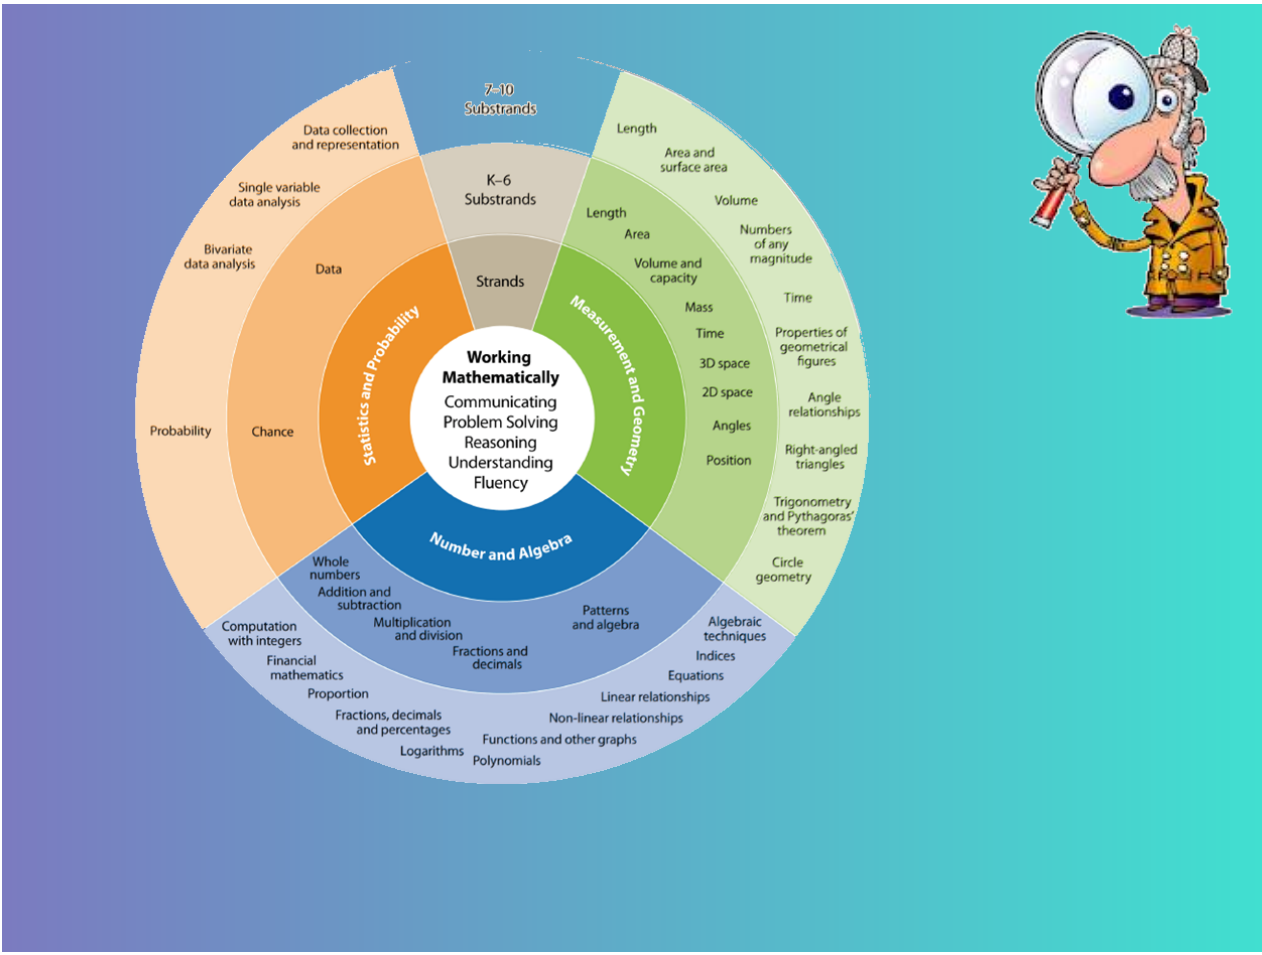 7–10
Substrands
K–6
Substrands
Strands
Working
Mathematically
Communicating
Problem Solving
Reasoning
Understanding
Fluency
Measurement and Geometry
Length
Area
Volume and
capacity
Mass
Time
3D space
2D space
Angles
Position
Length
Area and
surface area
Volume
Numbers
of any
magnitude
Time
Properties of
geometrical
figures
Angle
relationships
Right-angled
triangles
Trigonometry
and Pythagoras’
theorem
Circle
geometry
Number and Algebra
Whole
numbers
Addition and
subtraction
Multiplication
and division
Fractions and
decimals
Patterns
and algebra
Computation
with integers
Financial
mathematics
Proportion
Fractions, decimals
and percentages
Logarithms
Polynomials
Functions and other graphs
Non-linear relationships
Linear relationships
Equations
Indices
Algebraic
techniques
Statistics and Probability
Data
Chance
Data collection
and representation
Single variable
data analysis
Bivariate
data analysis
Probability